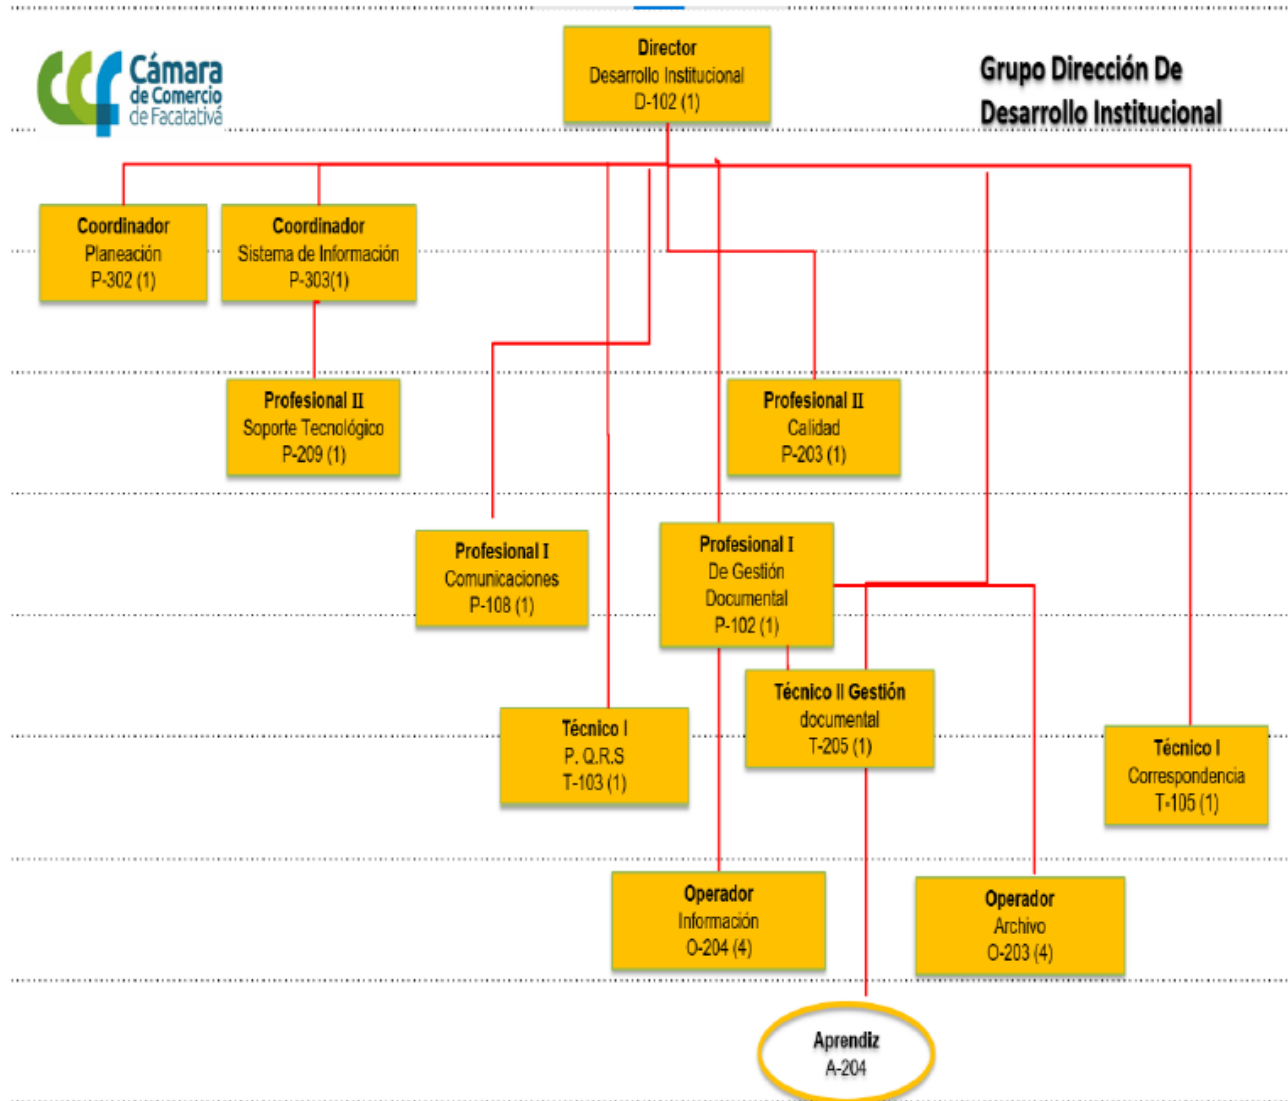 Director
Desarrollo Institucional
D-102 (1)
Cámara
de Comercio
de Facatativá
Grupo Dirección De
Desarrollo Institucional
Coordinador
Planeación
P-302 (1)
Coordinador
Sistema de Información
P-303(1)
Profesional II
Soporte Tecnológico
P-209 (1)
Profesional II
Calidad
P-203 (1)
Profesional I
Comunicaciones
P-108 (1)
Profesional I
De Gestión
Documental
P-102 (1)
Técnico II Gestión
documental
T-205 (1)
Técnico I
P. Q.R.S
T-103 (1)
Técnico I
Correspondencia
T-105 (1)
Operador
Información
O-204 (4)
Operador
Archivo
O-203 (4)
Aprendiz
A-204